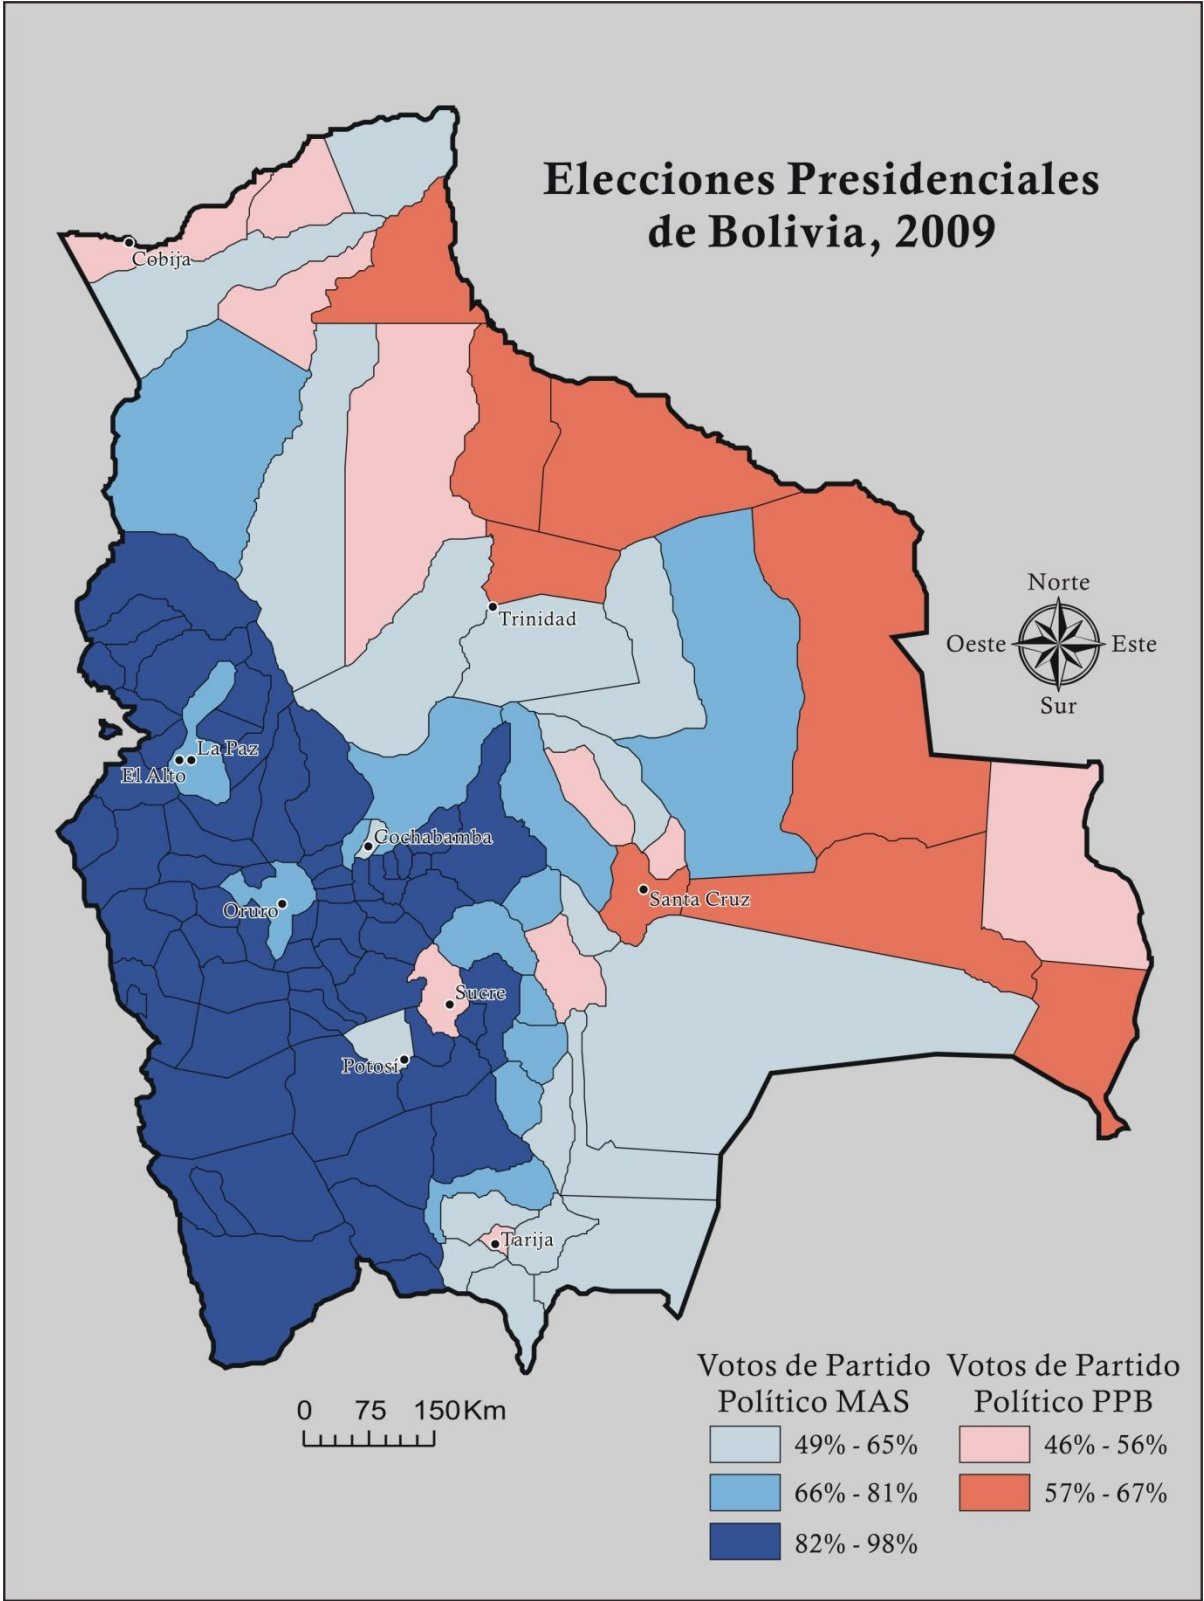 Elecciones Presidenciales
de Bolivia, 2009
Cobija
Trinidad
Norte
Oeste
Este
Sur
La Paz
El Alto
Cochabamba
Oruro
Santa Cruz
Sucre
Potosí
Tarija
0 75 150 Km
Votos de Partido
Político MAS
49% - 65%
66% - 81%
82% - 98%
Votos de Partido
Político PPB
46% - 56%
57% - 67%